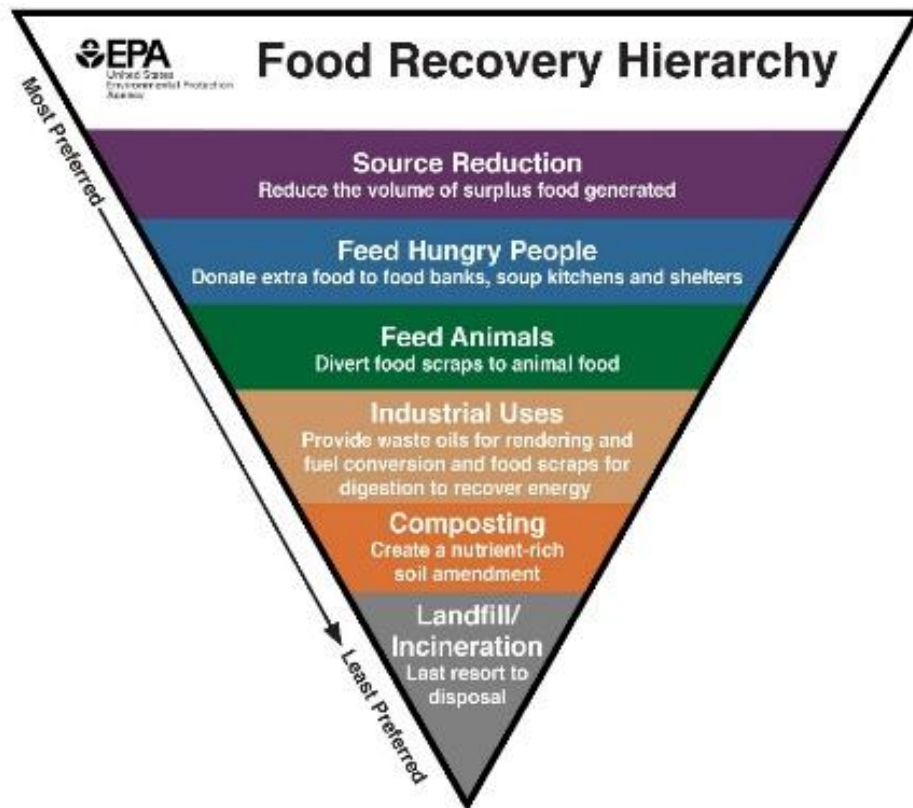 EPA
United States
Environmental Protection
Agency
Food Recovery Hierarchy
Most Preferred
Source Reduction
Reduce the volume of surplus food generated
Feed Hungry People
Donate extra food to food banks, soup kitchens and shelters
Feed Animals
Divert food scraps to animal food
Industrial Uses
Provide waste oils for rendering and
fuel conversion and food scraps for
digestion to recover energy
Composting
Create a nutrient-rich
soil amendment
Landfill/
Incineration
Last resort to
disposal
Least Preferred